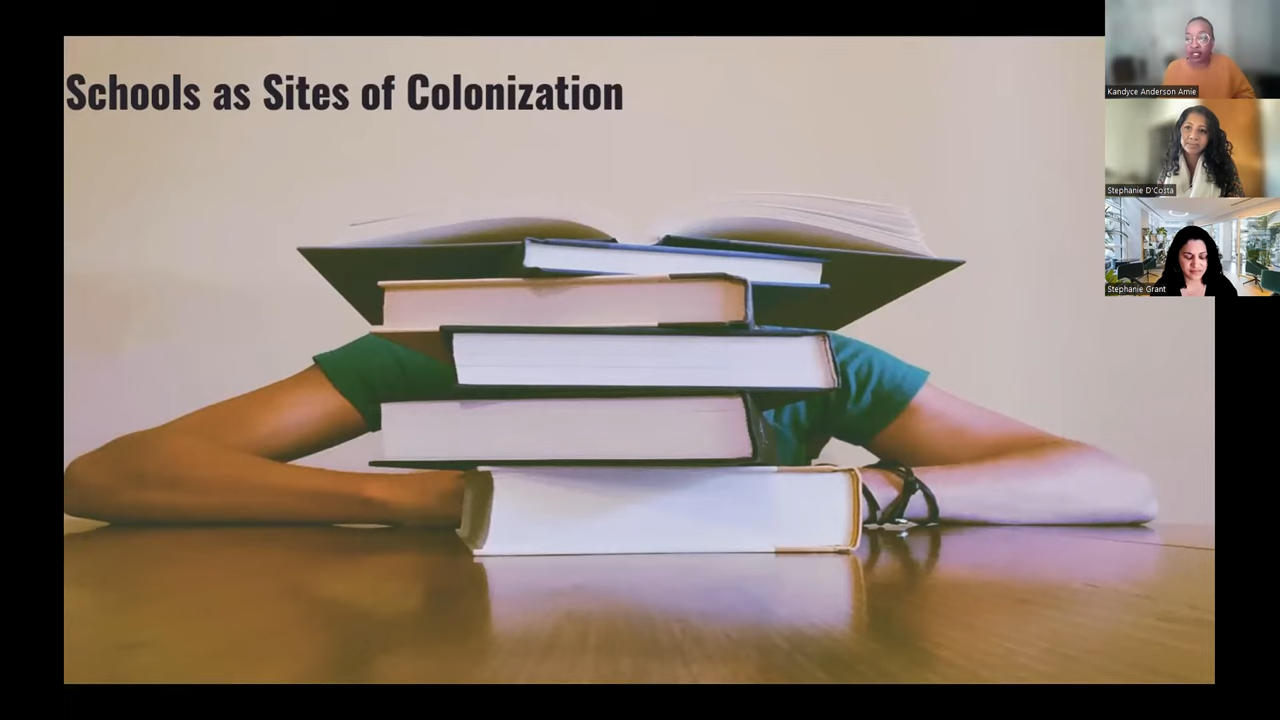 Schools as Sites of Colonization
Kandyce Anderson Amie
Stephanie D'Costa
Stephanie Grant